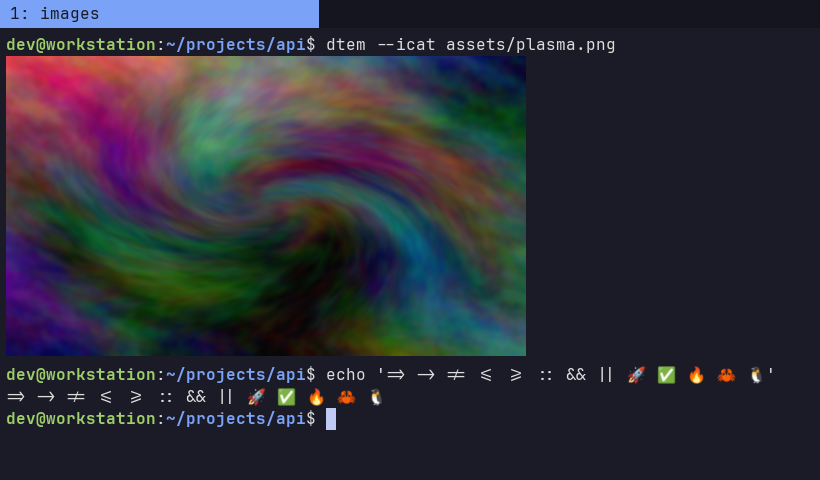 1: images
dev@workstation:~/projects/api$ dtem --icat assets/plasma.png
dev@workstation:~/projects/api$ echo '=> -> != <= >= :: && || 🚀 ✅ 🔥 🦀 🐧'
=> -> != <= >= :: && || 🚀 ✅ 🔥 🦀 🐧
dev@workstation:~/projects/api$